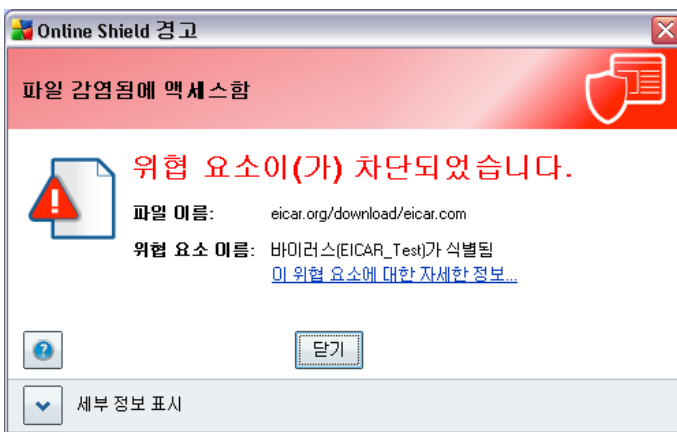 Online Shield 경고
파일 감염됨에 액세스함
위협 요소이(가) 차단되었습니다.
파일 이름: eicar.org/download/eicar.com
위협 요소 이름: 바이러스(EICAR_Test)가 식별됨
이 위협 요소에 대한 자세한 정보...
닫기
세부 정보 표시